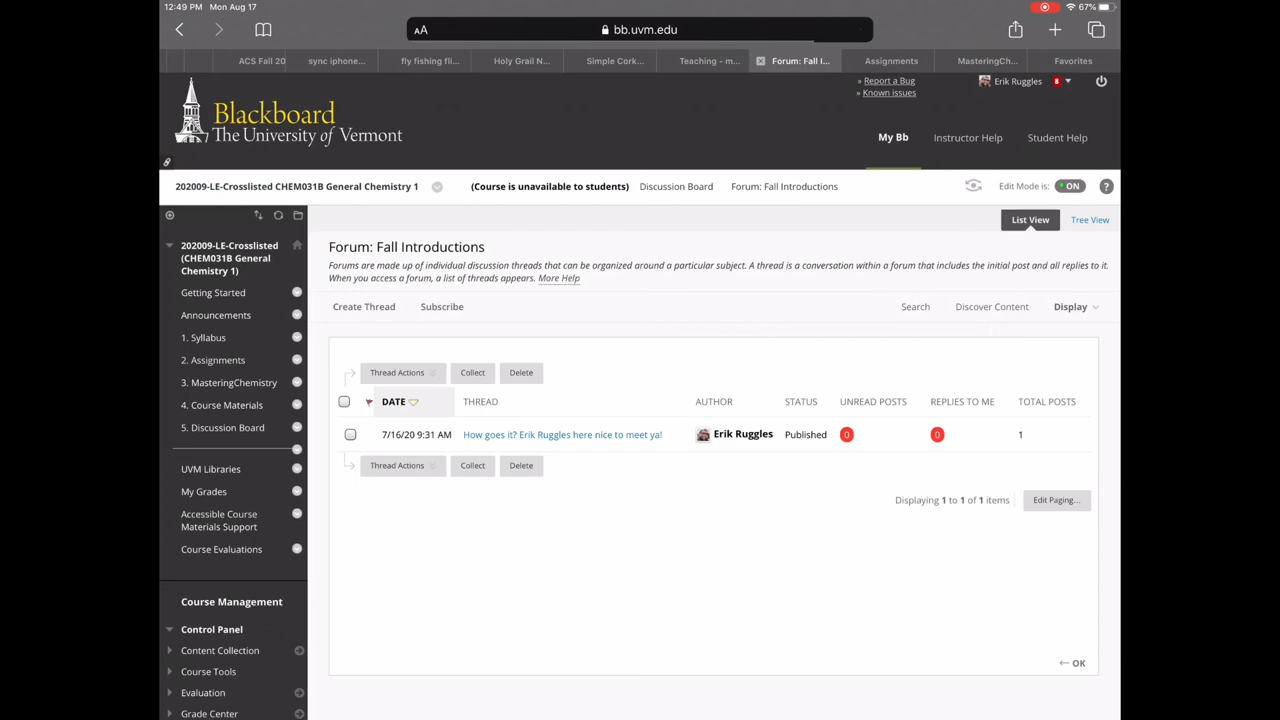 12:49 PM Mon Aug 17
67%
AA bb.uvm.edu
ACS Fall 20 sync iphone... fly fishing fli... Holy Grail N... Simple Cork... Teaching – m... Forum: Fall I... Assignments MasteringCh... Favorites
Blackboard
The University of Vermont
» Report a Bug
» Known issues
Erik Ruggles 8
My Bb Instructor Help Student Help
202009-LE-Crosslisted CHEM031B General Chemistry 1 (Course is unavailable to students) Discussion Board Forum: Fall Introductions Edit Mode is: ON ?
List View Tree View
202009-LE-Crosslisted
(CHEM031B General
Chemistry 1)
Getting Started
Announcements
1. Syllabus
2. Assignments
3. MasteringChemistry
4. Course Materials
5. Discussion Board
UVM Libraries
My Grades
Accessible Course
Materials Support
Course Evaluations
Course Management
Control Panel
Content Collection
Course Tools
Evaluation
Grade Center
Forum: Fall Introductions
Forums are made up of individual discussion threads that can be organized around a particular subject. A thread is a conversation within a forum that includes the initial post and all replies to it.
When you access a forum, a list of threads appears. More Help
Create Thread Subscribe Search Discover Content Display
Thread Actions Collect Delete
DATE THREAD AUTHOR STATUS UNREAD POSTS REPLIES TO ME TOTAL POSTS
7/16/20 9:31 AM How goes it? Erik Ruggles here nice to meet ya! Erik Ruggles Published 0 0 1
Thread Actions Collect Delete
Displaying 1 to 1 of 1 items Edit Paging...
← OK